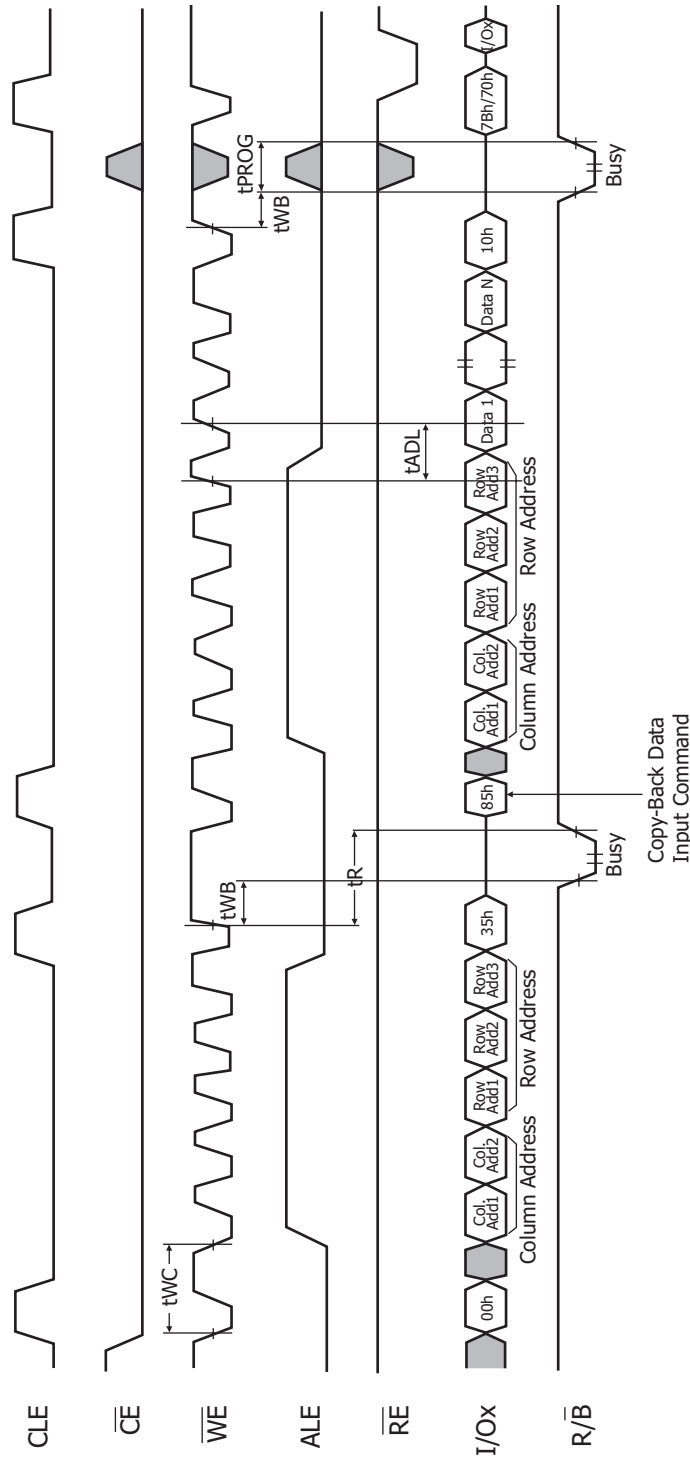 CLE
CE
WE
tWC
tWB
tWB
tPROG
ALE
tR
tADL
RE
I/Ox
00h
Col. Add1
Col. Add2
Row Add1
Row Add2
Row Add3
35h
85h
Col. Add1
Col. Add2
Row Add1
Row Add2
Row Add3
Data 1
Data N
10h
7Bh/70h
I/Ox
Column Address
Row Address
Column Address
Row Address
R/B
Busy
Busy
Copy-Back Data
Input Command